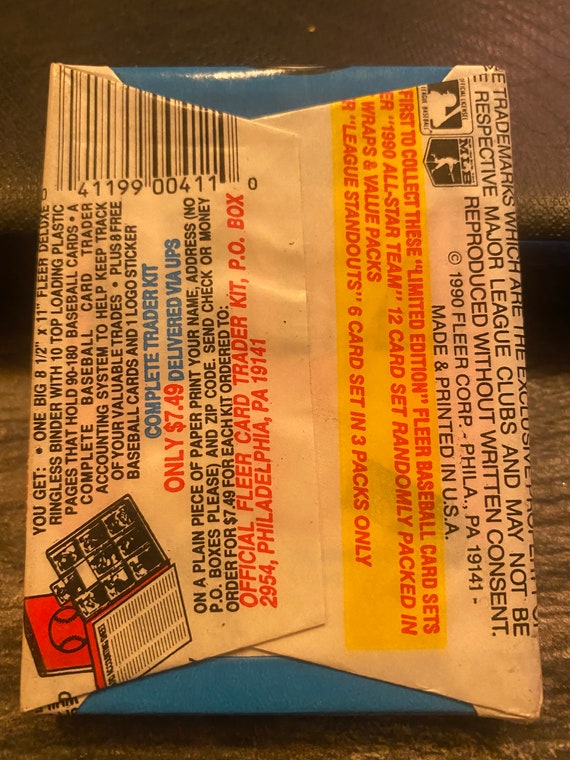 0 41199 00411 0
YOU GET: • ONE BIG 8 1/2" X 11" FLEER DELUXE
RINGLESS BINDER WITH 10 TOP LOADING PLASTIC
PAGES THAT HOLD 90-180 BASEBALL CARDS • A
COMPLETE BASEBALL CARD TRADER
ACCOUNTING SYSTEM TO HELP KEEP TRACK
OF YOUR VALUABLE TRADES • PLUS 8 FREE
BASEBALL CARDS AND 1 LOGO STICKER
COMPLETE TRADER KIT
ONLY $7.49 DELIVERED VIA UPS
ON A PLAIN PIECE OF PAPER PRINT YOUR NAME, ADDRESS (NO
P.O. BOXES PLEASE) AND ZIP CODE. SEND CHECK OR MONEY
ORDER FOR $7.49 FOR EACH KIT ORDERED TO:
OFFICIAL FLEER CARD TRADER KIT, P.O. BOX
2954, PHILADELPHIA, PA 19141
FIRST TO COLLECT THESE "LIMITED EDITION" FLEER BASEBALL CARD SETS
"1990 ALL-STAR TEAM" 12 CARD SET RANDOMLY PACKED IN
WRAPS & VALUE PACKS
"LEAGUE STANDOUTS" 6 CARD SET IN 3 PACKS ONLY
MLB
TRADEMARKS WHICH ARE THE EXCLUSIVE
RESPECTIVE MAJOR LEAGUE CLUBS AND MAY NOT BE
REPRODUCED WITHOUT WRITTEN CONSENT.
© 1990 FLEER CORP. - PHILA., PA 19141 -
MADE & PRINTED IN U.S.A.